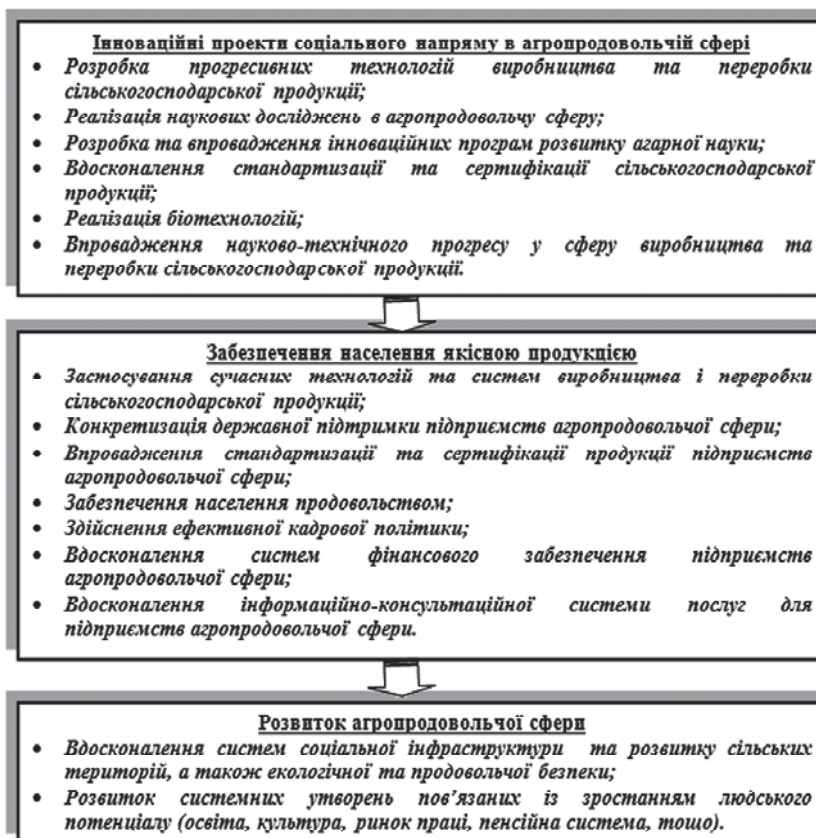 Інноваційні проекти соціального напряму в агропродовольчій сфері
• Розробка прогресивних технологій виробництва та переробки
сільськогосподарської продукції;
• Реалізація наукових досліджень в агропродовольчу сферу;
• Розробка та впровадження інноваційних програм розвитку агарної науки;
• Вдосконалення стандартизації та сертифікації сільськогосподарської
продукції;
• Реалізація біотехнологій;
• Впровадження науково-технічного прогресу у сферу виробництва та
переробки сільськогосподарської продукції.
Забезпечення населення якісною продукцією
• Застосування сучасних технологій та систем виробництва і переробки
сільськогосподарської продукції;
• Конкретизація державної підтримки підприємств агропродовольчої сфери;
• Впровадження стандартизації та сертифікації продукції підприємств
агропродовольчої сфери;
• Забезпечення населення продовольством;
• Здійснення ефективної кадрової політики;
• Вдосконалення систем фінансового забезпечення підприємств
агропродовольчої сфери;
• Вдосконалення інформаційно-консультаційної системи послуг для
підприємств агропродовольчої сфери.
Розвиток агропродовольчої сфери
• Вдосконалення систем соціальної інфраструктури та розвитку сільських
територій, а також екологічної та продовольчої безпеки;
• Розвиток системних утворень пов’язаних із зростанням людського
потенціалу (освіта, культура, ринок праці, пенсійна система, тощо).